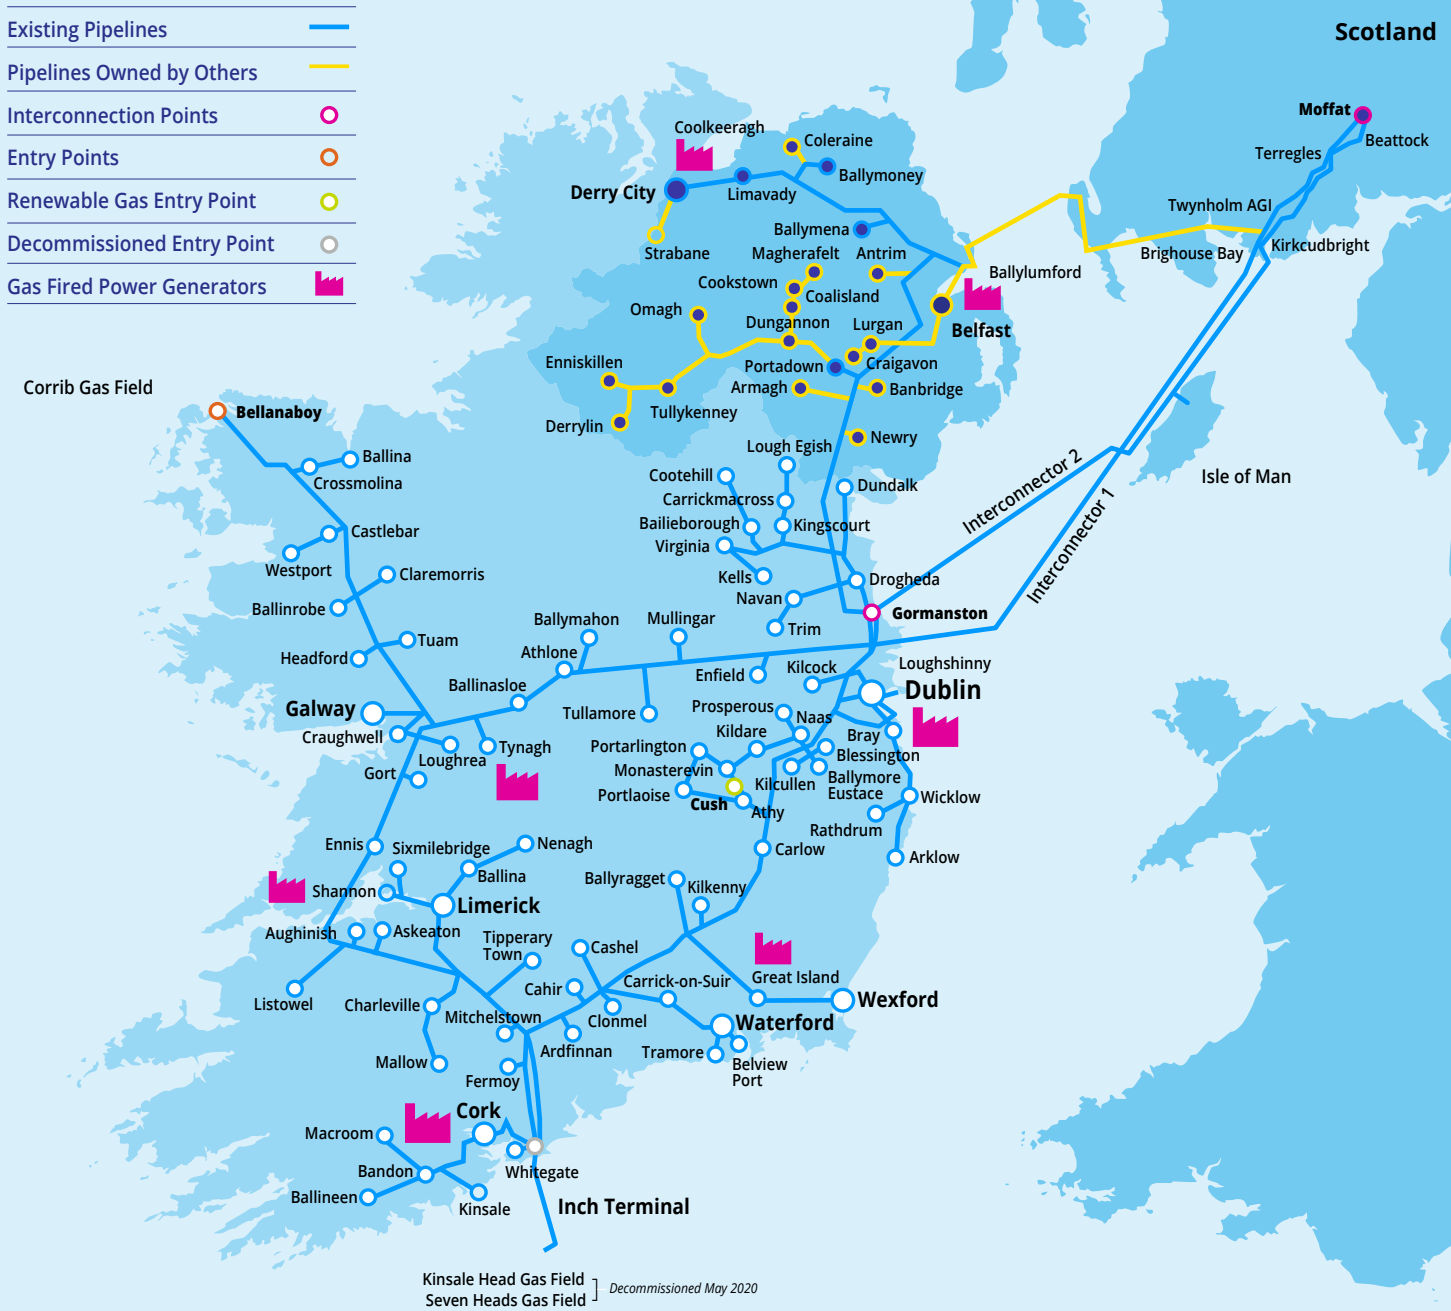 Existing Pipelines
Pipelines Owned by Others
Interconnection Points
Entry Points
Renewable Gas Entry Point
Decommissioned Entry Point
Gas Fired Power Generators
Scotland
Moffat
Beattock
Terregles
Twynholm AGI
Brighouse Bay
Kirkcudbright
Coolkeeragh
Coleraine
Ballymoney
Derry City
Limavady
Strabane
Ballymena
Magherafelt
Antrim
Cookstown
Coalisland
Ballylumford
Omagh
Dungannon
Lurgan
Belfast
Enniskillen
Portadown
Craigavon
Armagh
Banbridge
Tullykenney
Derrylin
Newry
Corrib Gas Field
Bellanaboy
Ballina
Crossmolina
Lough Egish
Cootehill
Dundalk
Carrickmacross
Bailieborough
Kingscourt
Virginia
Kells
Castlebar
Westport
Claremorris
Ballinrobe
Drogheda
Navan
Gormanston
Trim
Interconnector 2
Interconnector 1
Isle of Man
Ballymahon
Mullingar
Tuam
Headford
Athlone
Enfield
Kilcock
Loughshinny
Dublin
Ballinasloe
Galway
Tullamore
Prosperous
Naas
Craughwell
Loughrea
Tynagh
Kildare
Bray
Portarlington
Blessington
Gort
Monasterevin
Kilcullen
Ballymore
Eustace
Portlaoise
Cush
Athy
Wicklow
Rathdrum
Ennis
Sixmilebridge
Nenagh
Carlow
Arklow
Shannon
Ballina
Ballyragget
Kilkenny
Limerick
Aughinish
Askeaton
Tipperary
Town
Cashel
Great Island
Listowel
Charleville
Cahir
Carrick-on-Suir
Wexford
Mitchelstown
Clonmel
Waterford
Mallow
Ardfinnan
Tramore
Belview
Port
Fermoy
Cork
Macroom
Bandon
Whitegate
Ballineen
Kinsale
Inch Terminal
Kinsale Head Gas Field
Seven Heads Gas Field
Decommissioned May 2020